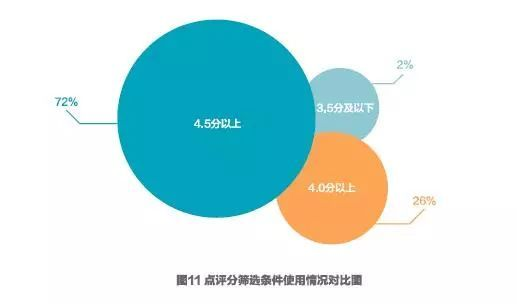 2%
72%
3,5分及以下
4.5分以上
4.0分以上
26%
图11 点评分筛选条件使用情况对比图